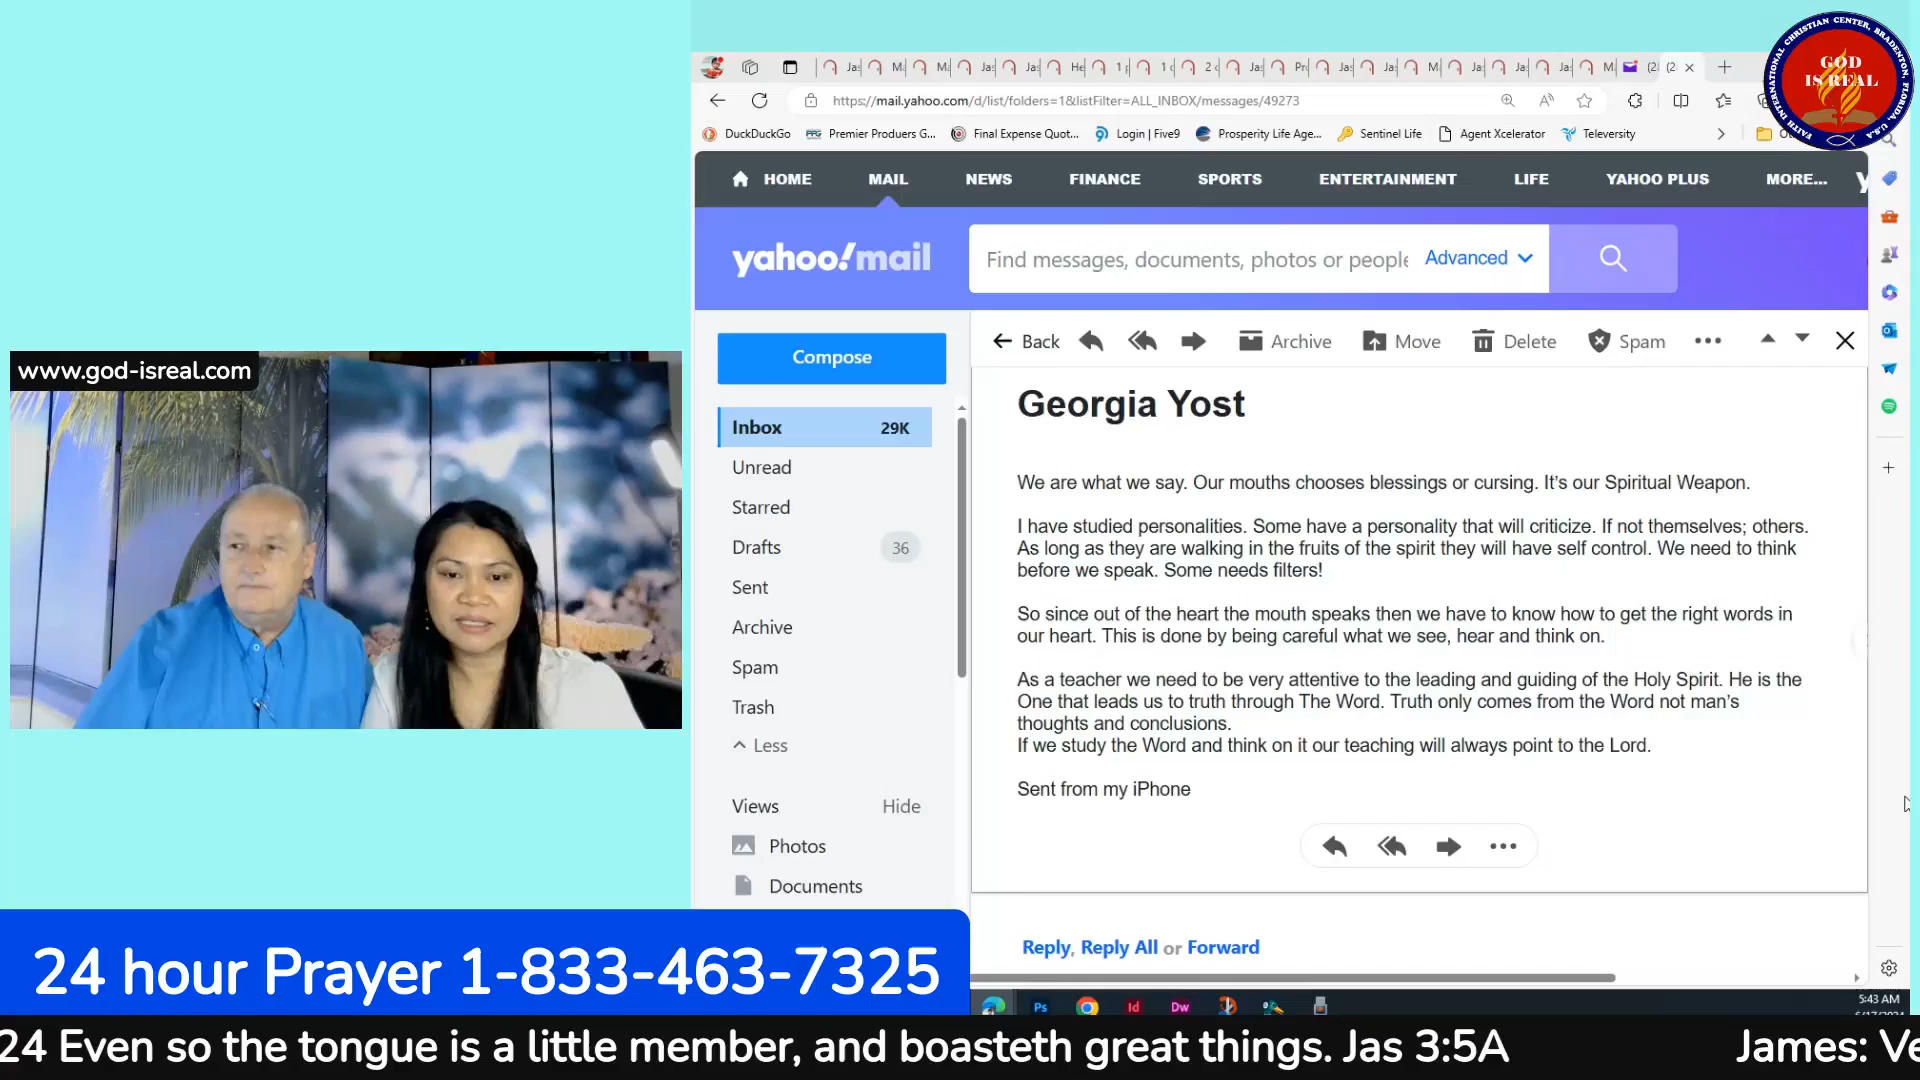 INTERNATIONAL CHRISTIAN CENTER, BRADENTON, FLORIDA, U.S.A
FAITH
GOD
IS REAL
https://mail.yahoo.com/d/list/folders=1&listFilter=ALL_INBOX/messages/49273
DuckDuckGo Premier Produers G... Final Expense Quot... Login | Five9 Prosperity Life Age... Sentinel Life Agent Xcelerator Televersity
HOME MAIL NEWS FINANCE SPORTS ENTERTAINMENT LIFE YAHOO PLUS MORE...
yahoo!mail
Find messages, documents, photos or people
Advanced
Compose
Back Archive Move Delete Spam
Inbox 29K
Unread
Starred
Drafts 36
Sent
Archive
Spam
Trash
Less
Views Hide
Photos
Documents
Georgia Yost
We are what we say. Our mouths chooses blessings or cursing. It’s our Spiritual Weapon.
I have studied personalities. Some have a personality that will criticize. If not themselves; others.
As long as they are walking in the fruits of the spirit they will have self control. We need to think
before we speak. Some needs filters!
So since out of the heart the mouth speaks then we have to know how to get the right words in
our heart. This is done by being careful what we see, hear and think on.
As a teacher we need to be very attentive to the leading and guiding of the Holy Spirit. He is the
One that leads us to truth through The Word. Truth only comes from the Word not man’s
thoughts and conclusions.
If we study the Word and think on it our teaching will always point to the Lord.
Sent from my iPhone
Reply, Reply All or Forward
www.god-isreal.com
24 hour Prayer 1-833-463-7325
Ps Id Dw
5:43 AM
24 Even so the tongue is a little member, and boasteth great things. Jas 3:5A James: Ve